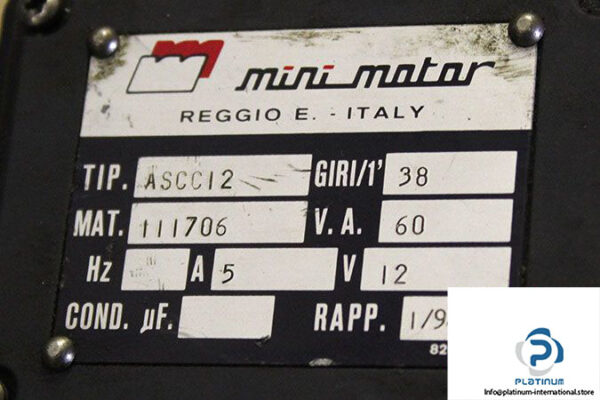 mini motor
REGGIO E. - ITALY
TIP. ASCC12 GIRI/1' 38
MAT. 111706 V.A. 60
Hz A 5 V 12
COND. µF. RAPP.
PLATINUM
Info@platinum-international.store